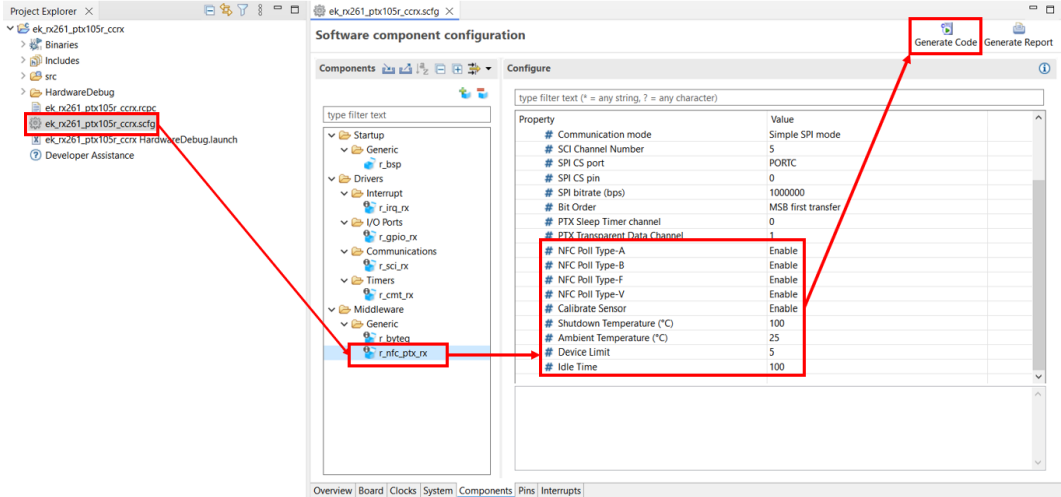 Project Explorer
ek_rx261_ptx105r_ccrx
Binaries
Includes
src
HardwareDebug
ek_rx261_ptx105r_ccrx.rcpc
ek_rx261_ptx105r_ccrx.scfg
ek_rx261_ptx105r_ccrx HardwareDebug.launch
Developer Assistance
ek_rx261_ptx105r_ccrx.scfg
Software component configuration
Generate Code Generate Report
Components
Configure
type filter text
Startup
Generic
r_bsp
Drivers
Interrupt
r_irq_rx
I/O Ports
r_gpio_rx
Communications
r_sci_rx
Timers
r_cmt_rx
Middleware
Generic
r_byteq
r_nfc_ptx_rx
type filter text (* = any string, ? = any character)
Property Value
# Communication mode Simple SPI mode
# SCI Channel Number 5
# SPI CS port PORTC
# SPI CS pin 0
# SPI bitrate (bps) 1000000
# Bit Order MSB first transfer
# PTX Sleep Timer channel 0
# PTX Transparent Data Channel 1
# NFC Poll Type-A Enable
# NFC Poll Type-B Enable
# NFC Poll Type-F Enable
# NFC Poll Type-V Enable
# Calibrate Sensor Enable
# Shutdown Temperature (°C) 100
# Ambient Temperature (°C) 25
# Device Limit 5
# Idle Time 100
Overview Board Clocks System Components Pins Interrupts